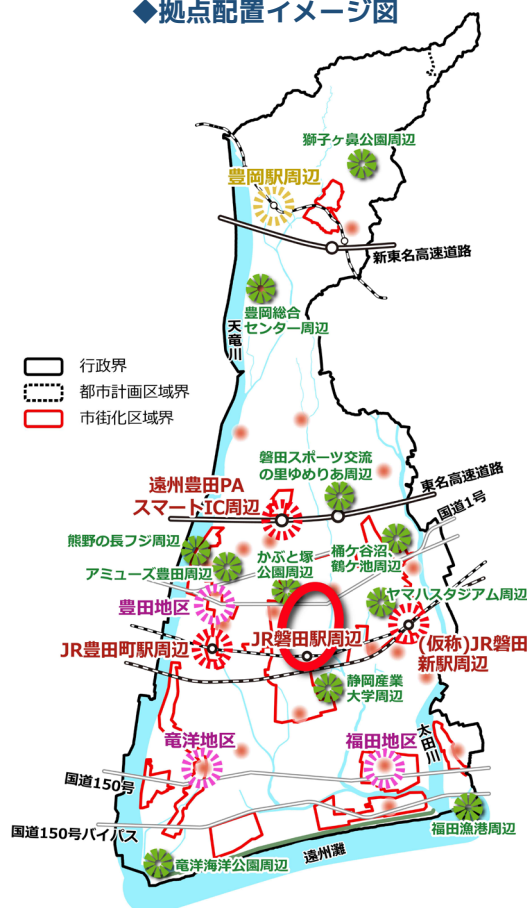 ◆拠点配置イメージ図
獅子ヶ鼻公園周辺
豊岡駅周辺
新東名高速道路
豊岡総合
センター周辺
天竜川
行政界
都市計画区域界
市街化区域界
磐田スポーツ交流
の里ゆめりあ周辺
遠州豊田PA
スマートIC周辺
東名高速道路
国道1号
熊野の長フジ周辺
かぶと塚
公園周辺
桶ケ谷沼、
鶴ケ池周辺
アミューズ豊田周辺
ヤマハスタジアム周辺
豊田地区
JR豊田町駅周辺
JR磐田駅周辺
(仮称)JR磐田
新駅周辺
静岡産業
大学周辺
竜洋地区
福田地区
太田川
国道150号
国道150号バイパス
福田漁港周辺
竜洋海洋公園周辺
遠州灘